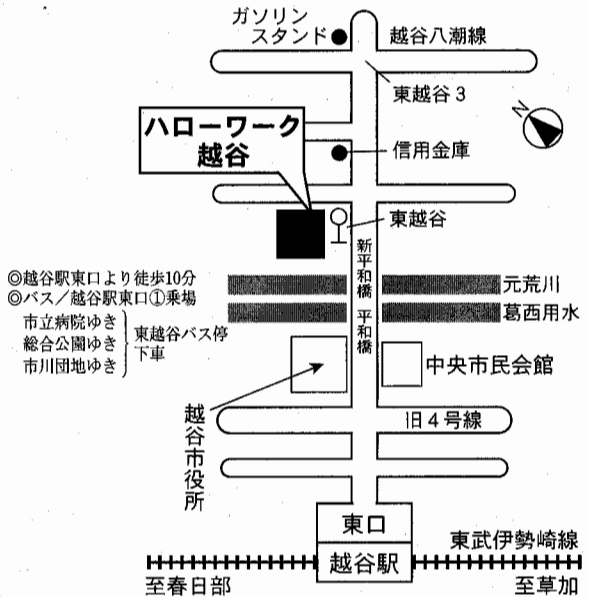 ガソリン
スタンド
越谷八潮線
東越谷3
N
ハローワーク
越谷
信用金庫
東越谷
新平和橋
平和橋
◎越谷駅東口より徒歩10分
◎バス／越谷駅東口①乗場
市立病院ゆき
総合公園ゆき
市川団地ゆき
東越谷バス停
下車
元荒川
葛西用水
中央市民会館
越谷市役所
旧4号線
東口
越谷駅
東武伊勢崎線
至春日部
至草加